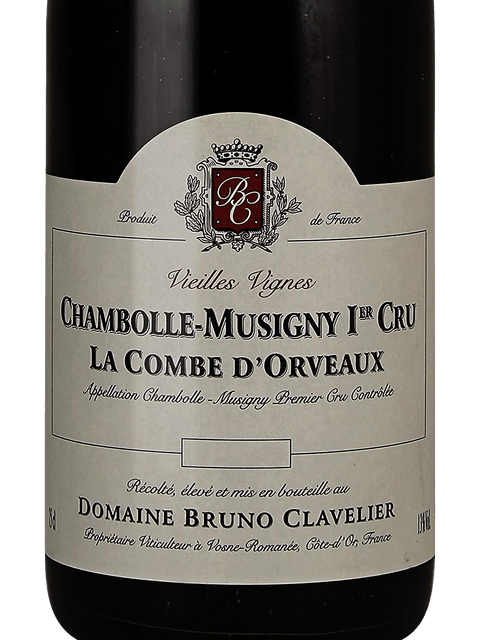 BC
Produit de France
Vieilles Vignes
CHAMBOLLE-MUSIGNY IER CRU
LA COMBE D'ORVEAUX
Appellation Chambolle - Musigny Premier Cru Contrôlée
Récolté, élevé et mis en bouteille au
DOMAINE BRUNO CLAVELIER
Propriétaire Viticulteur à Vosne-Romanée, Côte-d'Or, France